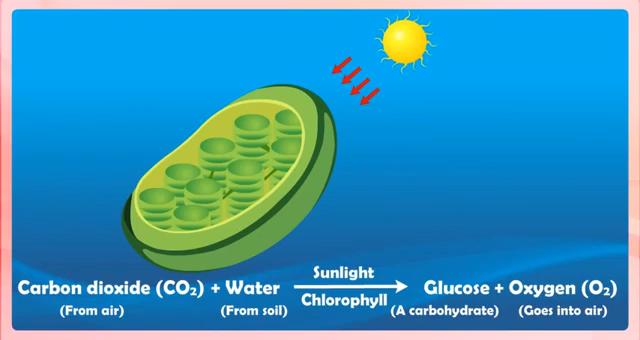 Sunlight
Carbon dioxide (CO₂) + Water Glucose + Oxygen (O₂)
Chlorophyll
(From air) (From soil) (A carbohydrate) (Goes into air)